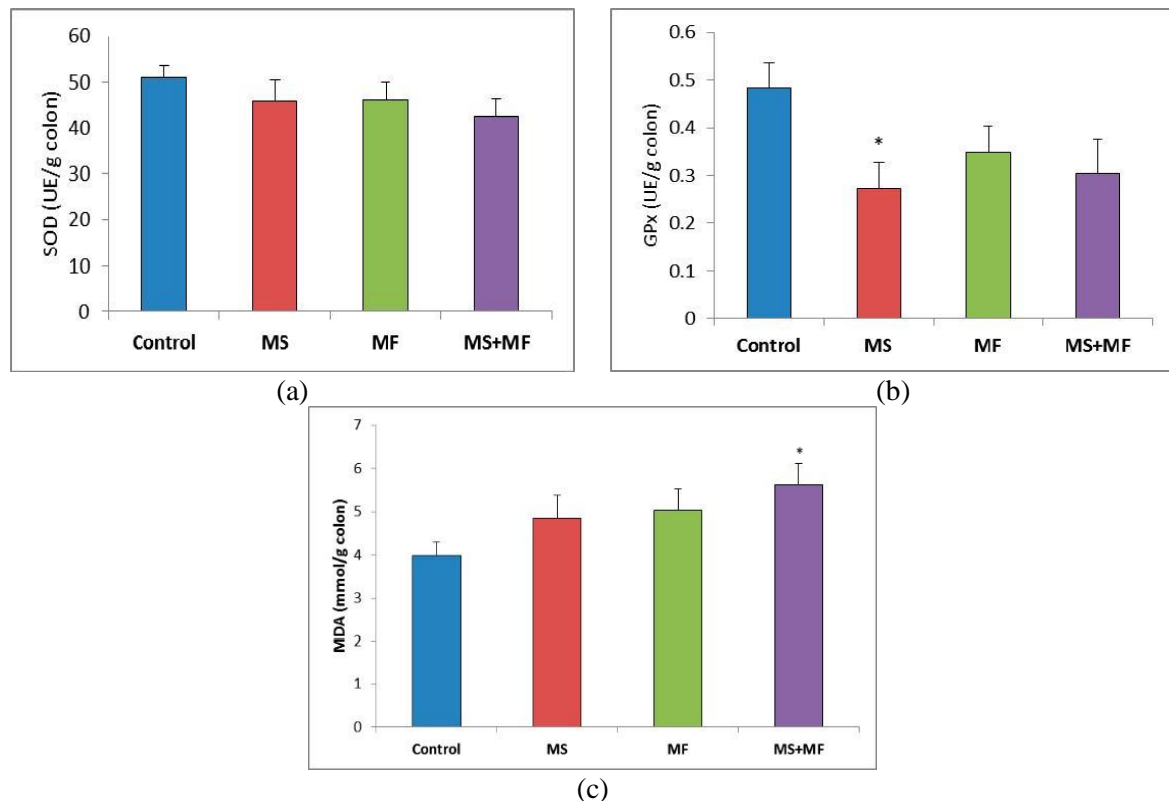 60
50
40
30
20
10
0
SOD (UE/g colon)
Control MS MF MS+MF
(a)
0.6
0.5
0.4
0.3
0.2
0.1
0
GPx (UE/g colon)
*
Control MS MF MS+MF
(b)
7
6
5
4
3
2
1
0
MDA (mmol/g colon)
*
Control MS MF MS+MF
(c)